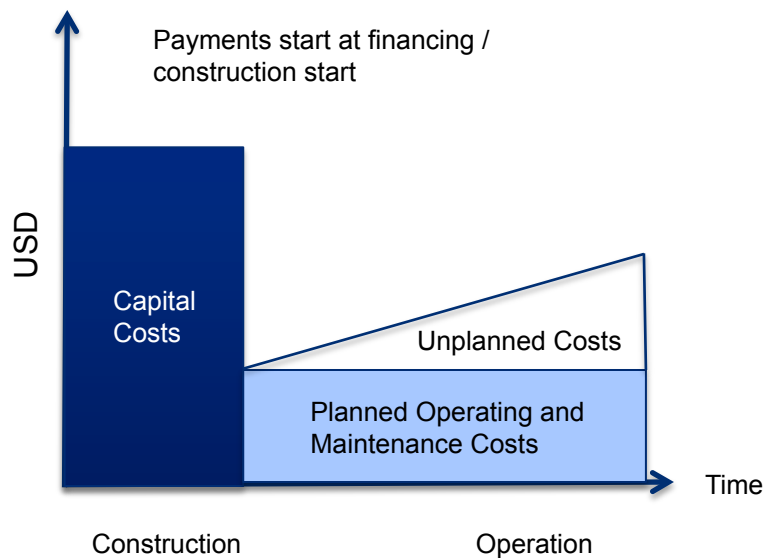 Payments start at financing /
construction start
USD
Capital
Costs
Unplanned Costs
Planned Operating and
Maintenance Costs
Time
Construction
Operation